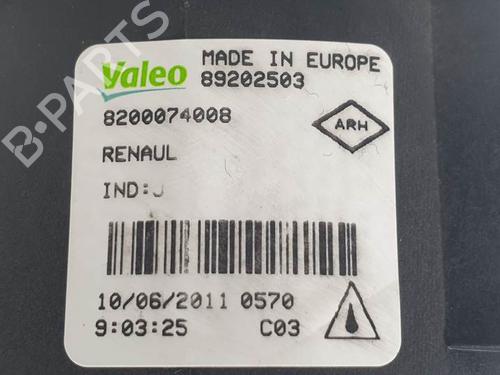 B-PARTS
Valeo MADE IN EUROPE
89202503
8200074008
ARH
RENAUL
IND:J
10/06/2011 0570
9:03:25 C03